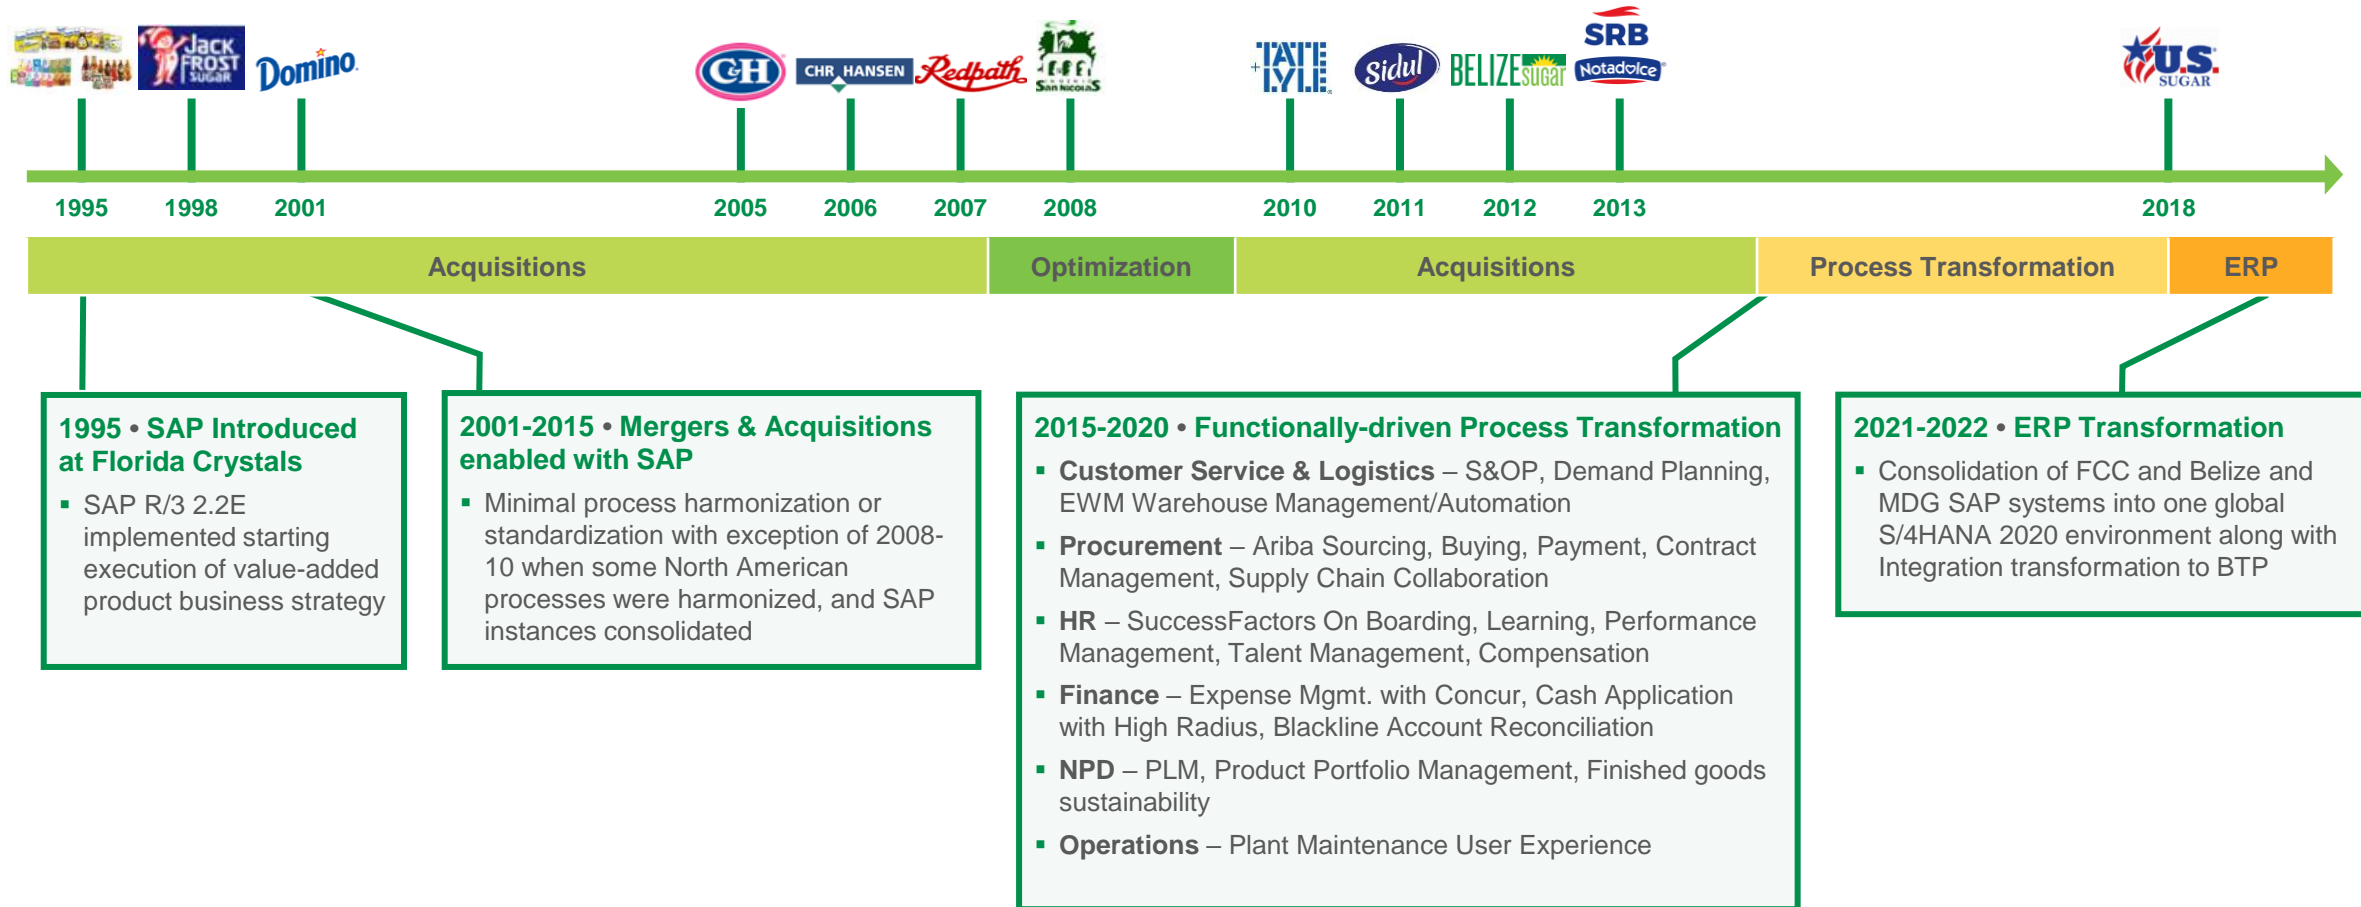 Jack
FROST
SUGAR
Domino
C&H
CHR HANSEN
Redpath
San Nicolas
TATE
LYLE
Sidul
BELIZE sugar
SRB
Notadolce
U.S.
SUGAR
1995
1998
2001
2005
2006
2007
2008
2010
2011
2012
2013
2018
Acquisitions
Optimization
Acquisitions
Process Transformation
ERP
1995 • SAP Introduced
at Florida Crystals
▪ SAP R/3 2.2E
implemented starting
execution of value-added
product business strategy
2001-2015 • Mergers & Acquisitions
enabled with SAP
▪ Minimal process harmonization or
standardization with exception of 2008-
10 when some North American
processes were harmonized, and SAP
instances consolidated
2015-2020 • Functionally-driven Process Transformation
▪ Customer Service & Logistics – S&OP, Demand Planning,
EWM Warehouse Management/Automation
▪ Procurement – Ariba Sourcing, Buying, Payment, Contract
Management, Supply Chain Collaboration
▪ HR – SuccessFactors On Boarding, Learning, Performance
Management, Talent Management, Compensation
▪ Finance – Expense Mgmt. with Concur, Cash Application
with High Radius, Blackline Account Reconciliation
▪ NPD – PLM, Product Portfolio Management, Finished goods
sustainability
▪ Operations – Plant Maintenance User Experience
2021-2022 • ERP Transformation
▪ Consolidation of FCC and Belize and
MDG SAP systems into one global
S/4HANA 2020 environment along with
Integration transformation to BTP